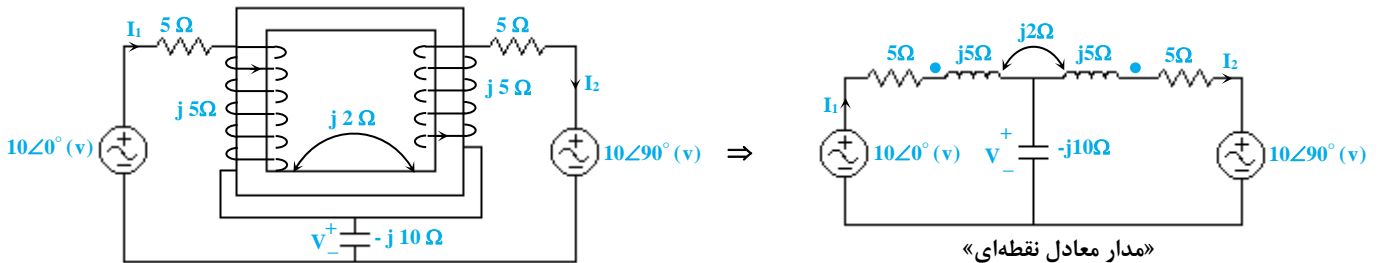 I₁ 5 Ω 5 Ω
I₂
j 5Ω j 5 Ω
j 2 Ω
10∠0° (v) + 10∠90° (v) + ⇒
V + − - j 10 Ω
j2Ω
5Ω j5Ω j5Ω 5Ω
I₁ I₂
10∠0° (v) + V + − -j10Ω 10∠90° (v) +
«مدار معادل نقطه‌ای»